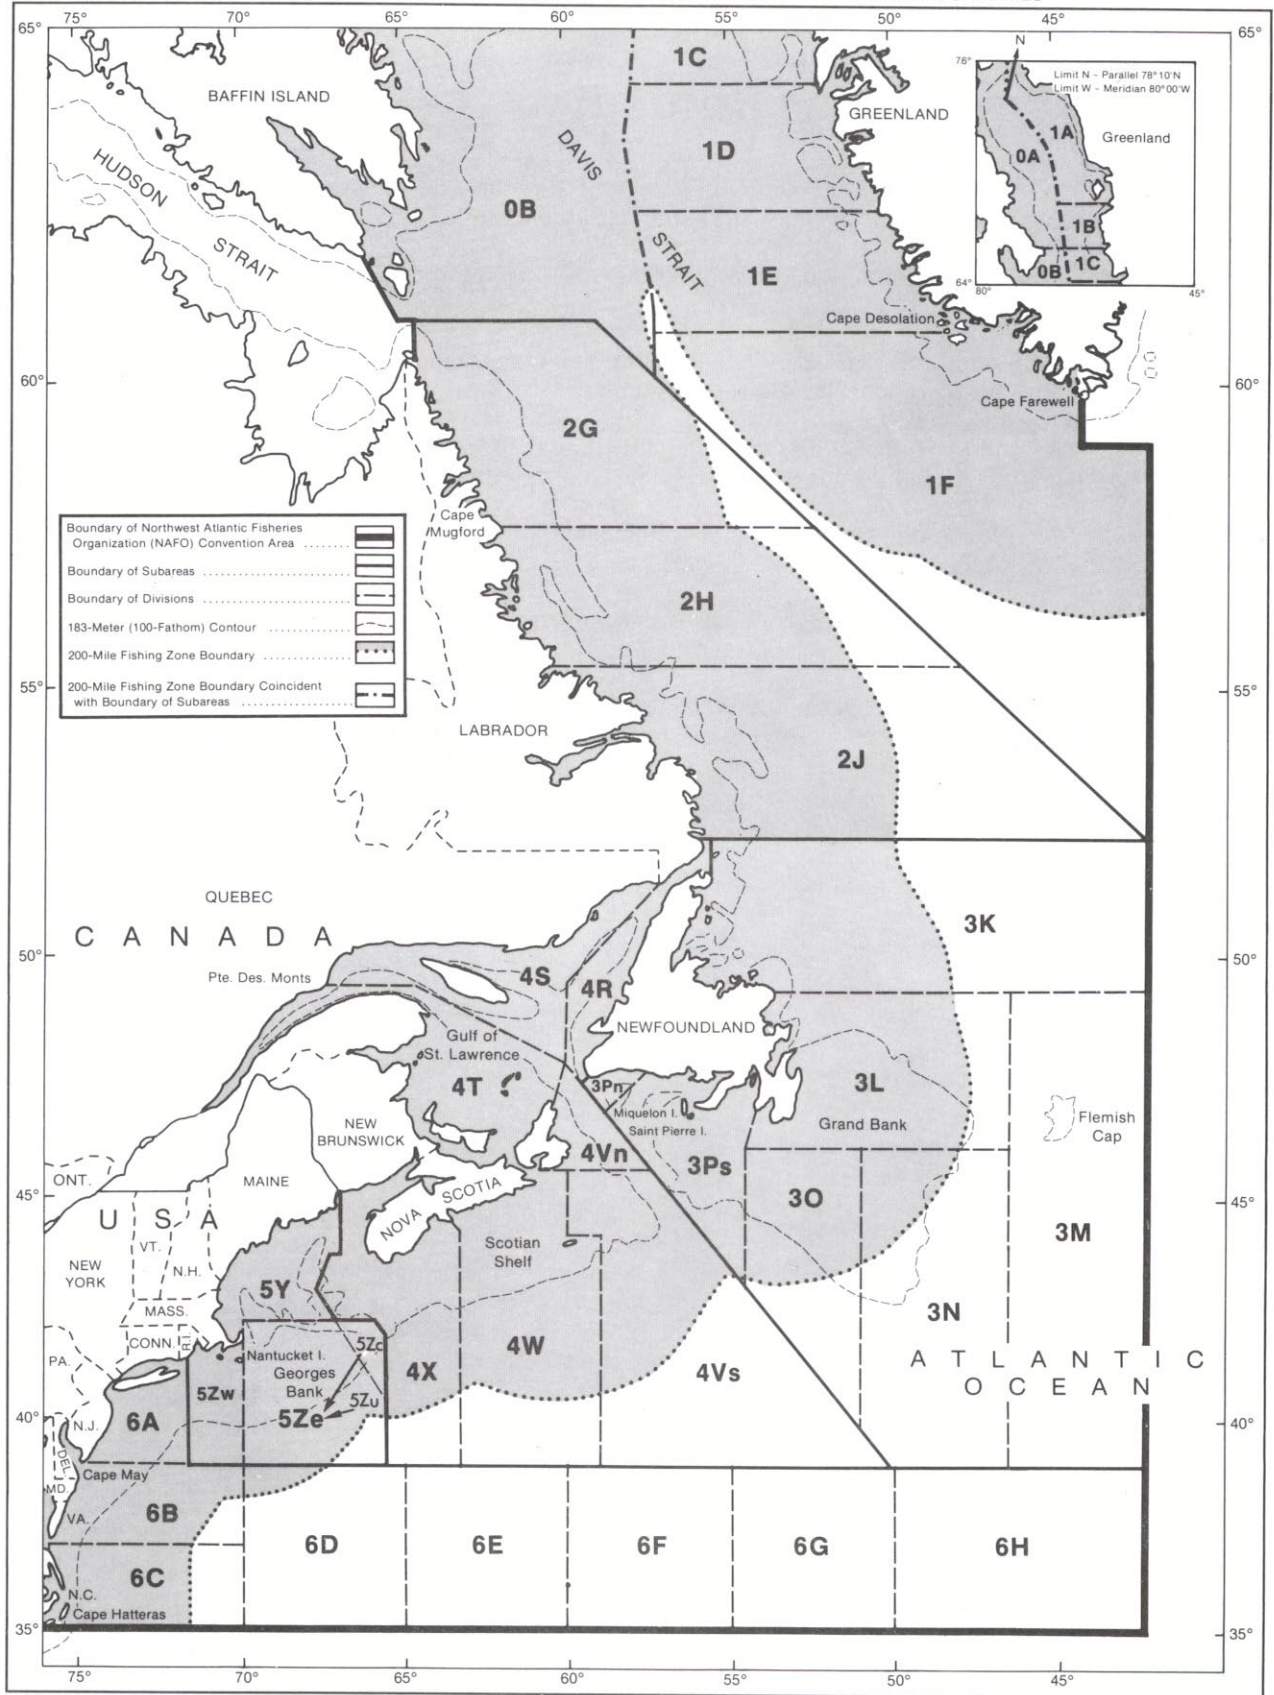 75°
70°
65°
60°
55°
50°
45°
65°
65°
1C
N
76°
Limit N - Parallel 78°10'N
Limit W - Meridian 80°00'W
BAFFIN ISLAND
GREENLAND
1A
Greenland
0A
DAVIS
1D
HUDSON
0B
1B
STRAIT
STRAIT
1E
0B
1C
64°
80°
45°
Cape Desolation
60°
60°
Cape Farewell
2G
1F
Cape
Mugford
Boundary of Northwest Atlantic Fisheries
Organization (NAFO) Convention Area ........
Boundary of Subareas ........................
Boundary of Divisions ........................
183-Meter (100-Fathom) Contour ..............
200-Mile Fishing Zone Boundary ..............
200-Mile Fishing Zone Boundary Coincident
with Boundary of Subareas ................
2H
55°
55°
LABRADOR
2J
QUEBEC
CANADA
3K
50°
50°
Pte. Des. Monts
4S
4R
NEWFOUNDLAND
Gulf of
St. Lawrence
4T
3Pn
3L
Miquelon I.
Saint Pierre I.
Grand Bank
Flemish
Cap
NEW
BRUNSWICK
4Vn
3Ps
ONT.
MAINE
3O
45°
45°
NOVA SCOTIA
USA
VT.
N.H.
NEW
YORK
Scotian
Shelf
3M
5Y
MASS.
3N
CONN.
R.I.
5Zc
4W
PA.
Nantucket I.
Georges
Bank
4X
4Vs
ATLANTIC
OCEAN
5Zw
5Zu
5Ze
40°
40°
N.J.
6A
DEL.
Cape May
MD.
VA.
6B
6D
6E
6F
6G
6H
6C
N.C.
Cape Hatteras
35°
35°
75°
70°
65°
60°
55°
50°
45°